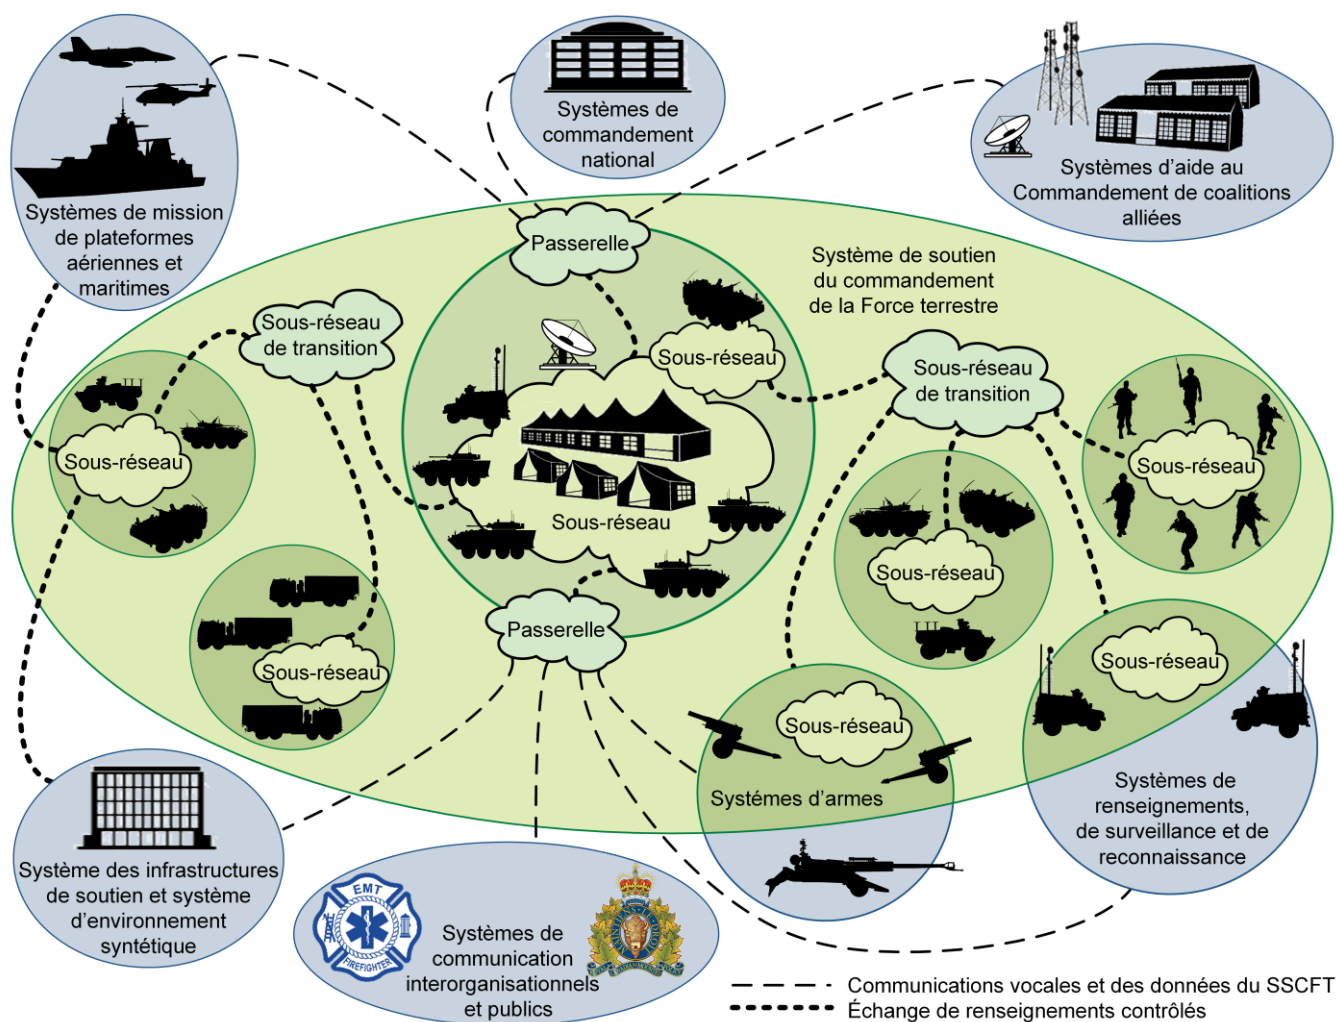 Systèmes de
commandement
national
Systèmes d'aide au
Commandement de coalitions
alliées
Systèmes de mission
de plateformes
aériennes et
maritimes
Passerelle
Système de soutien
du commandement
de la Force terrestre
Sous-réseau
de transition
Sous-réseau
Sous-réseau
de transition
Sous-réseau
Sous-réseau
Sous-réseau
Sous-réseau
Passerelle
Sous-réseau
Sous-réseau
Sous-réseau
Systémes d'armes
Systèmes de
renseignements,
de surveillance et de
reconnaissance
Système des infrastructures
de soutien et système
d'environnement
syntétique
EMT
FIREFIGHTER
Systèmes de
communication
interorganisationnels
et publics
Communications vocales et des données du SSCFT
Échange de renseignements contrôlés